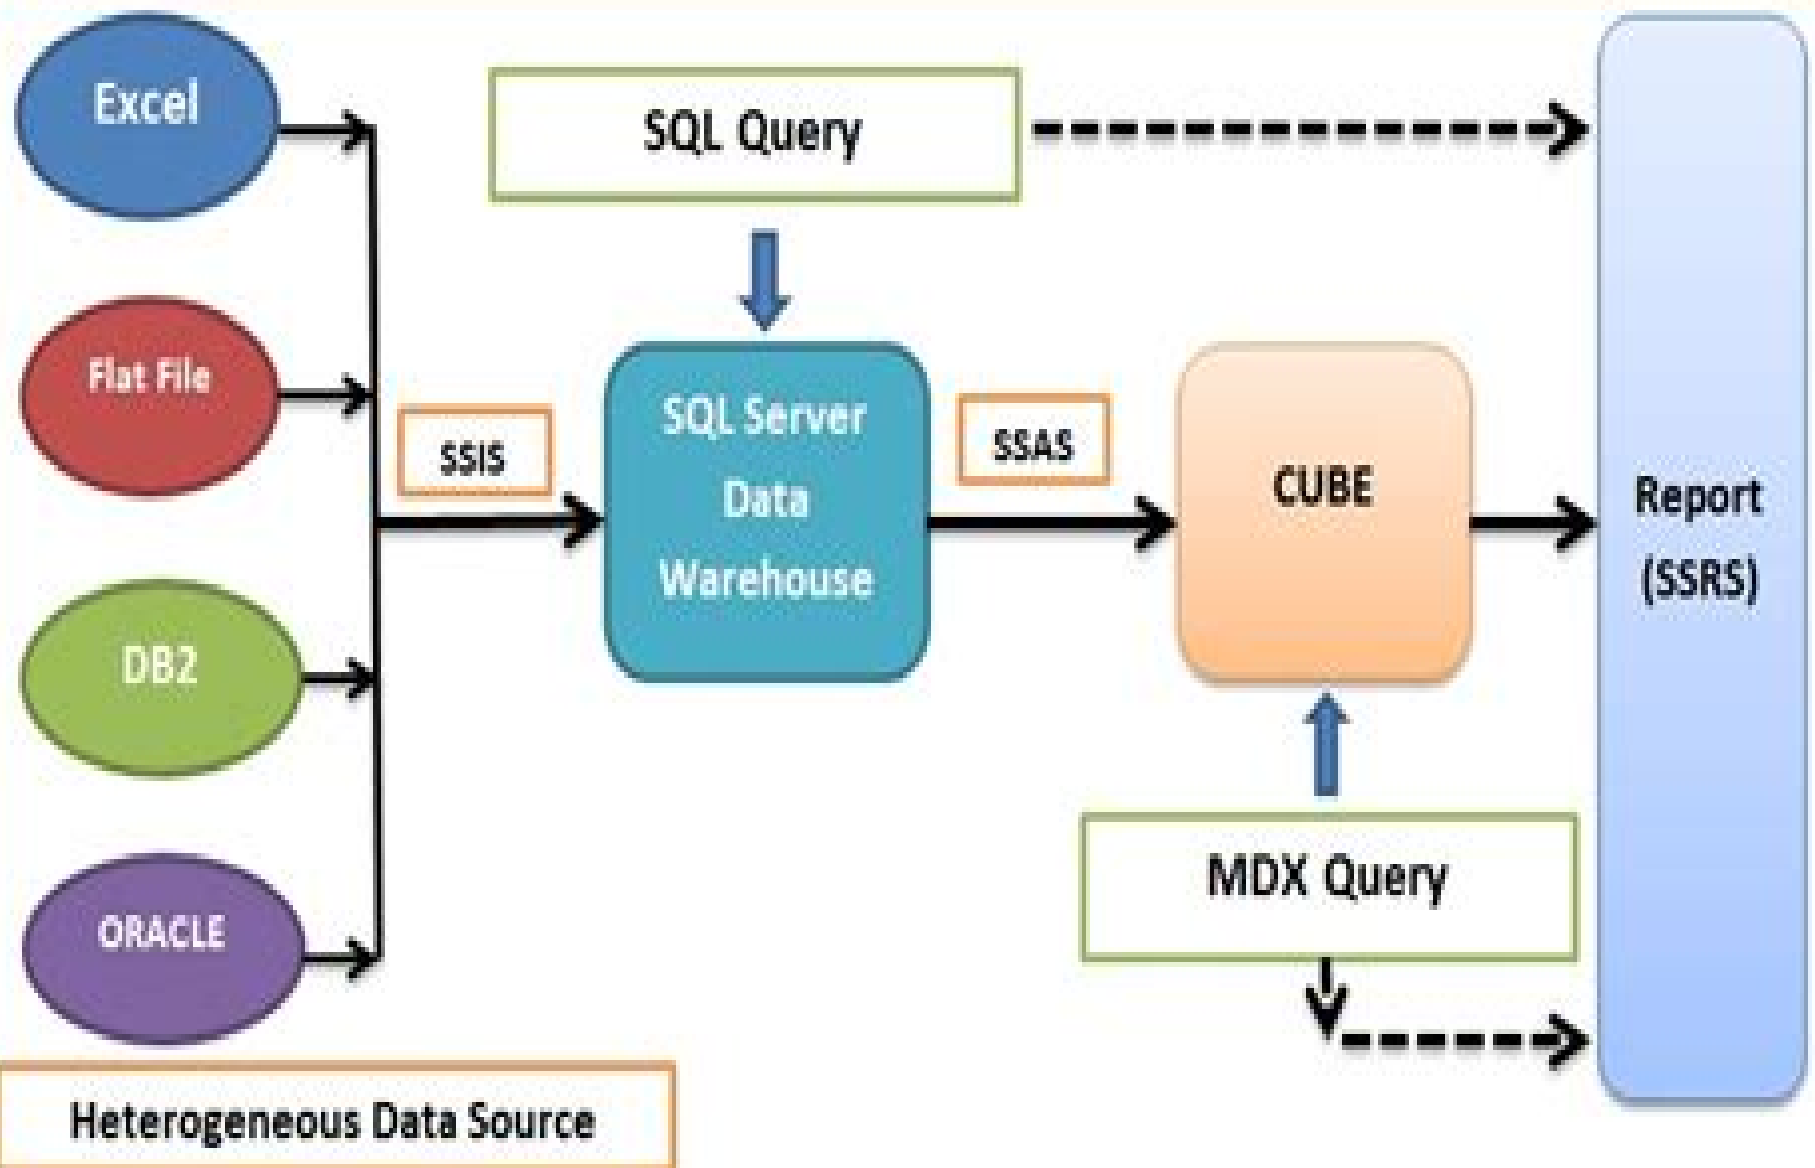 Excel
SQL Query
Flat File
SSIS
SQL Server
Data
Warehouse
SSAS
CUBE
Report
(SSRS)
DB2
MDX Query
ORACLE
Heterogeneous Data Source